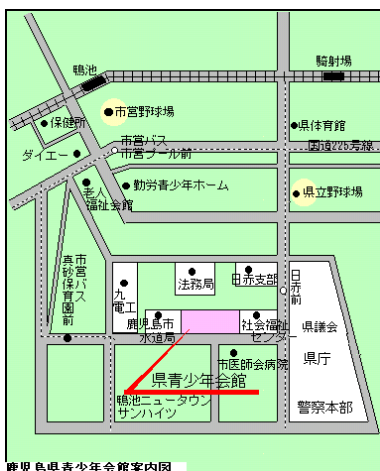 鴨池
騎射場
市営野球場
保健所
県体育館
市営バス
市営プール前
国道225号線
ダイエー
老人
福祉会館
勤労青少年ホーム
県立野球場
市営バス
真砂保育園前
九電工
法務局
日赤支部
日赤前
鹿児島市
水道局
社会福祉
センター
県議会
県庁
市医師会病院
県青少年会館
鴨池ニュータウン
サンハイツ
警察本部
鹿児島県青少年会館案内図